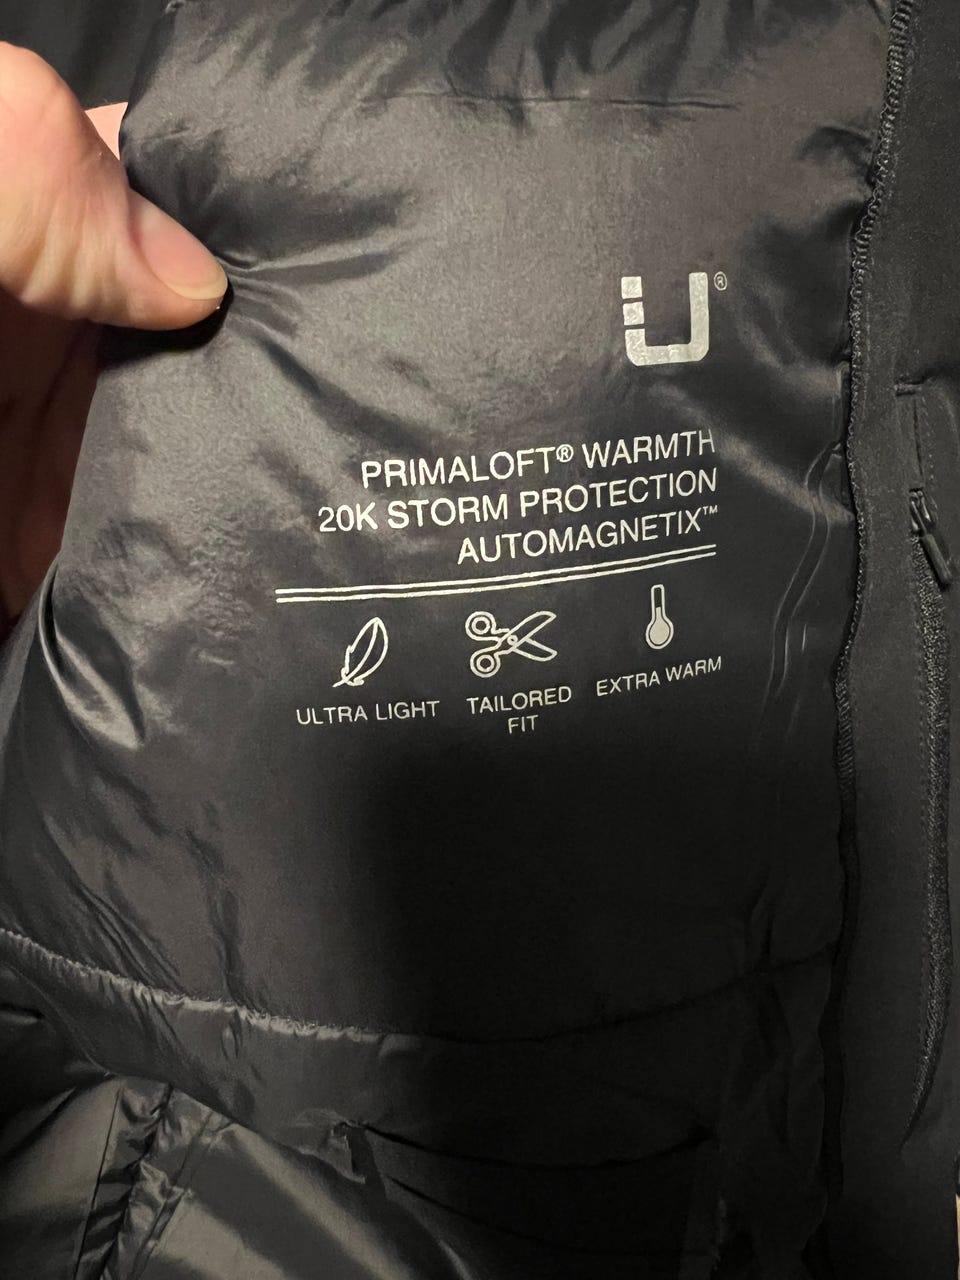 U®
PRIMALOFT® WARMTH
20K STORM PROTECTION
AUTOMAGNETIX™
ULTRA LIGHT
TAILORED
FIT
EXTRA WARM